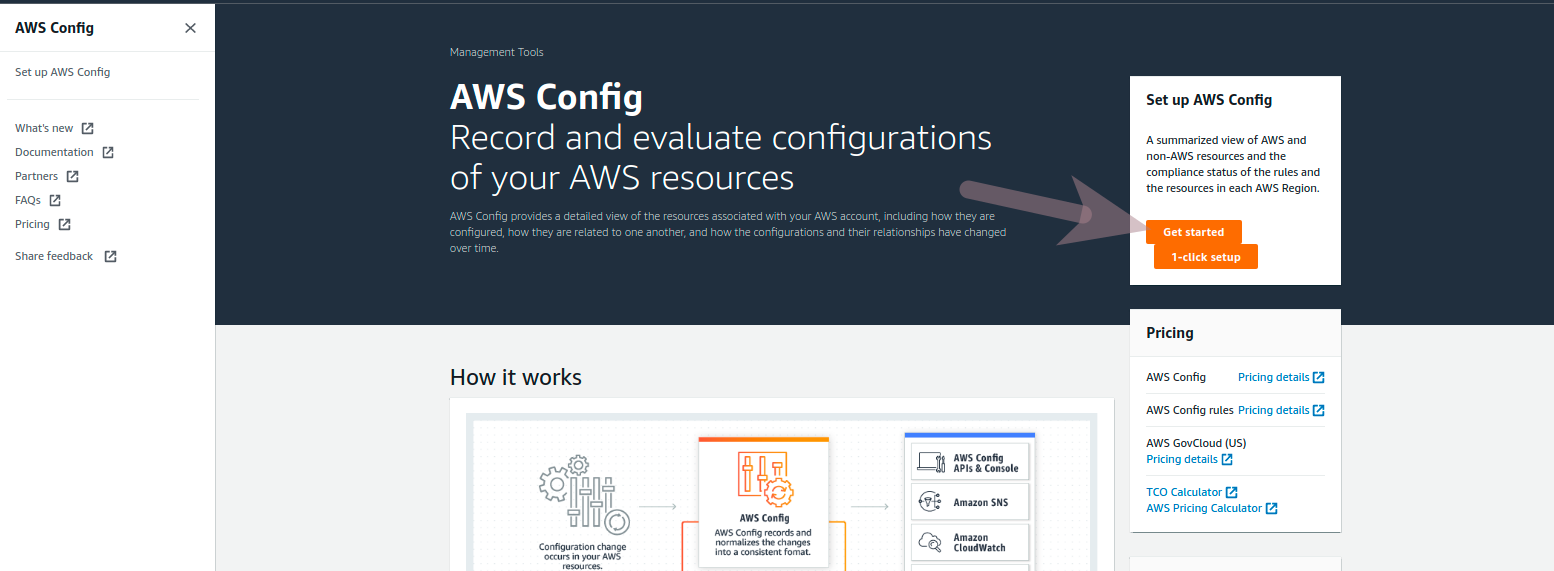 AWS Config
Set up AWS Config
What's new
Documentation
Partners
FAQs
Pricing
Share feedback
Management Tools
AWS Config
Record and evaluate configurations
of your AWS resources
AWS Config provides a detailed view of the resources associated with your AWS account, including how they are
configured, how they are related to one another, and how the configurations and their relationships have changed
over time.
Set up AWS Config
A summarized view of AWS and
non-AWS resources and the
compliance status of the rules and
the resources in each AWS Region.
Get started
1-click setup
Pricing
AWS Config Pricing details
AWS Config rules Pricing details
AWS GovCloud (US)
Pricing details
TCO Calculator
AWS Pricing Calculator
How it works
Configuration change
occurs in your AWS
resources.
AWS Config
AWS Config records and
normalizes the changes
into a consistent format.
AWS Config
APIs & Console
Amazon SNS
Amazon
CloudWatch